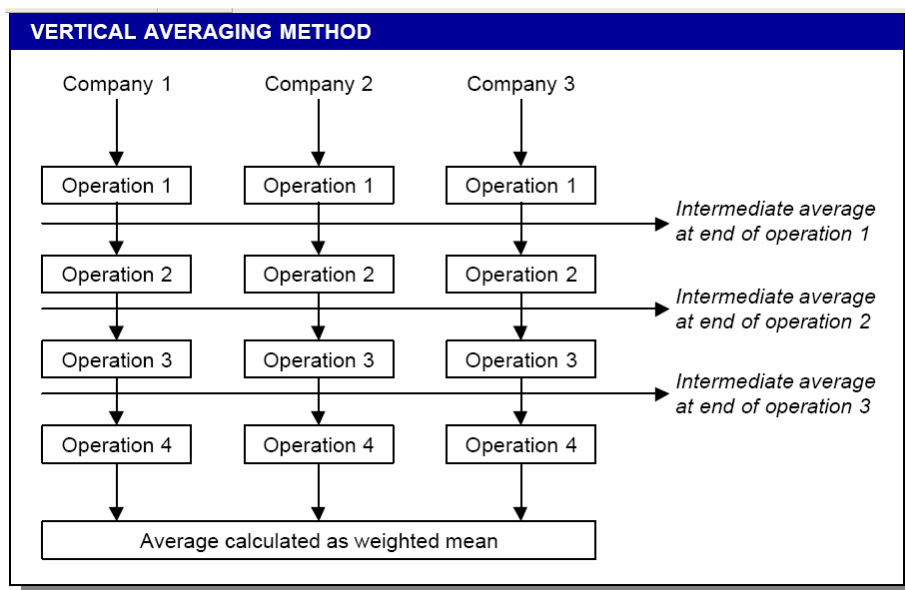 VERTICAL AVERAGING METHOD
Company 1
Company 2
Company 3
Operation 1
Operation 1
Operation 1
Intermediate average
at end of operation 1
Operation 2
Operation 2
Operation 2
Intermediate average
at end of operation 2
Operation 3
Operation 3
Operation 3
Intermediate average
at end of operation 3
Operation 4
Operation 4
Operation 4
Average calculated as weighted mean